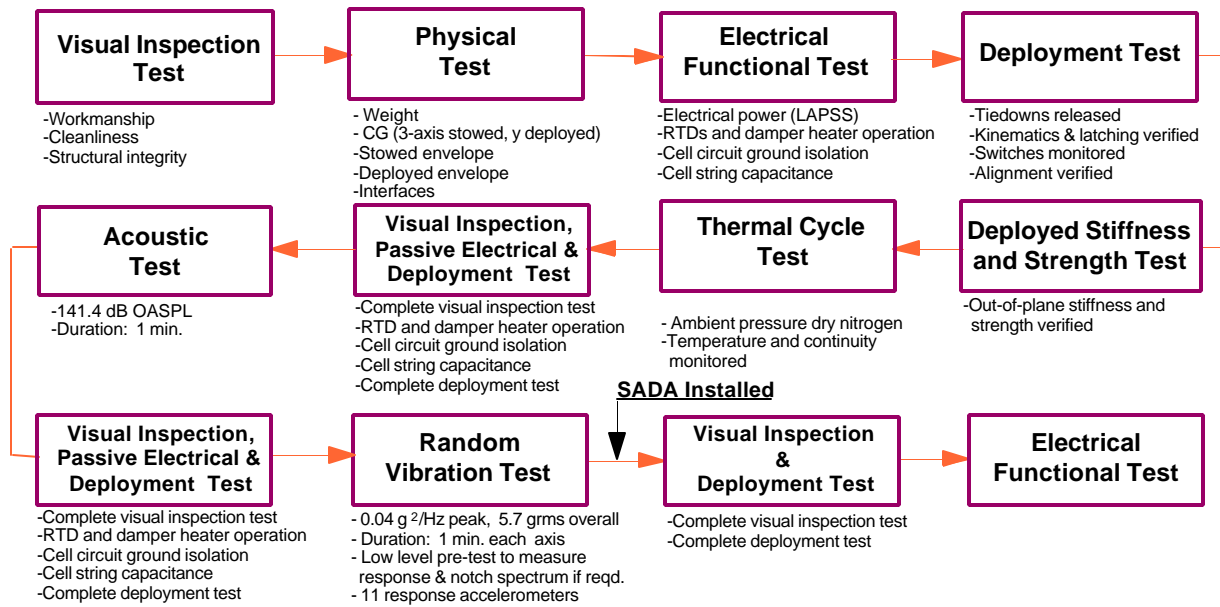 Visual Inspection
Test
-Workmanship
-Cleanliness
-Structural integrity
Physical
Test
- Weight
- CG (3-axis stowed, y deployed)
-Stowed envelope
-Deployed envelope
-Interfaces
Electrical
Functional Test
-Electrical power (LAPSS)
-RTDs and damper heater operation
-Cell circuit ground isolation
-Cell string capacitance
Deployment Test
-Tiedowns released
-Kinematics & latching verified
-Switches monitored
-Alignment verified
Deployed Stiffness
and Strength Test
-Out-of-plane stiffness and
strength verified
Thermal Cycle
Test
- Ambient pressure dry nitrogen
-Temperature and continuity
monitored
Visual Inspection,
Passive Electrical &
Deployment Test
-Complete visual inspection test
-RTD and damper heater operation
-Cell circuit ground isolation
-Cell string capacitance
-Complete deployment test
Acoustic
Test
-141.4 dB OASPL
-Duration: 1 min.
Visual Inspection,
Passive Electrical &
Deployment Test
-Complete visual inspection test
-RTD and damper heater operation
-Cell circuit ground isolation
-Cell string capacitance
-Complete deployment test
Random
Vibration Test
- 0.04 g 2/Hz peak, 5.7 grms overall
- Duration: 1 min. each axis
- Low level pre-test to measure
response & notch spectrum if reqd.
- 11 response accelerometers
SADA Installed
Visual Inspection
&
Deployment Test
-Complete visual inspection test
-Complete deployment test
Electrical
Functional Test